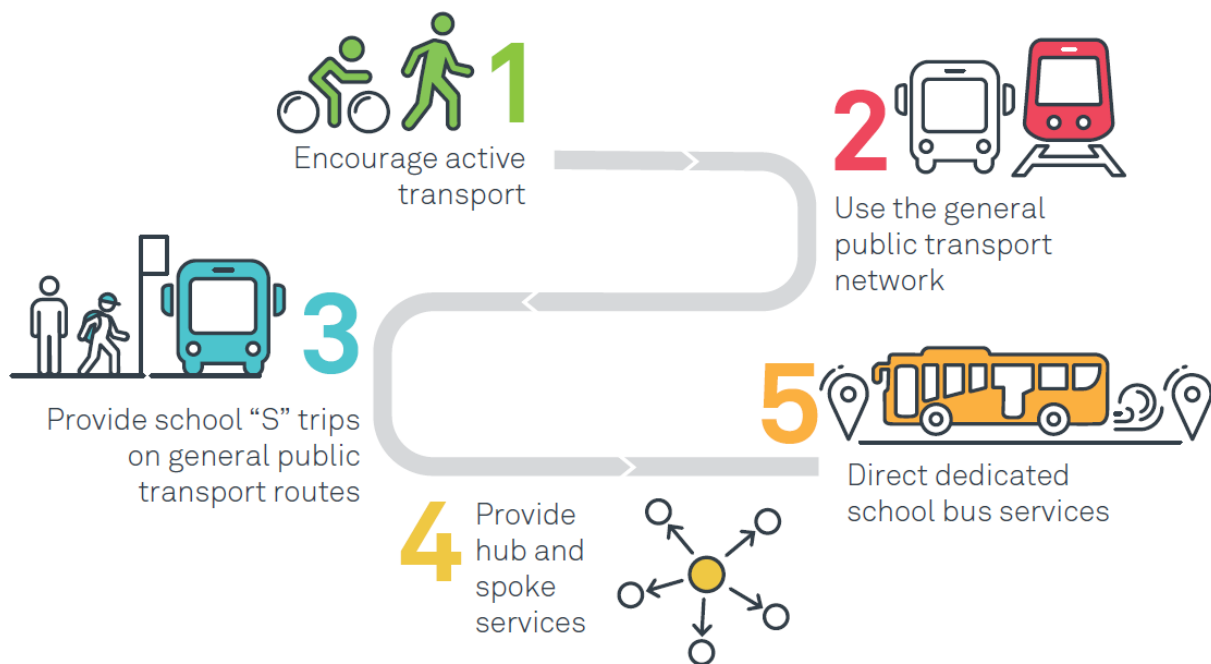 1
Encourage active
transport
2
Use the general
public transport
network
3
Provide school “S” trips
on general public
transport routes
4
Provide
hub and
spoke
services
5
Direct dedicated
school bus services